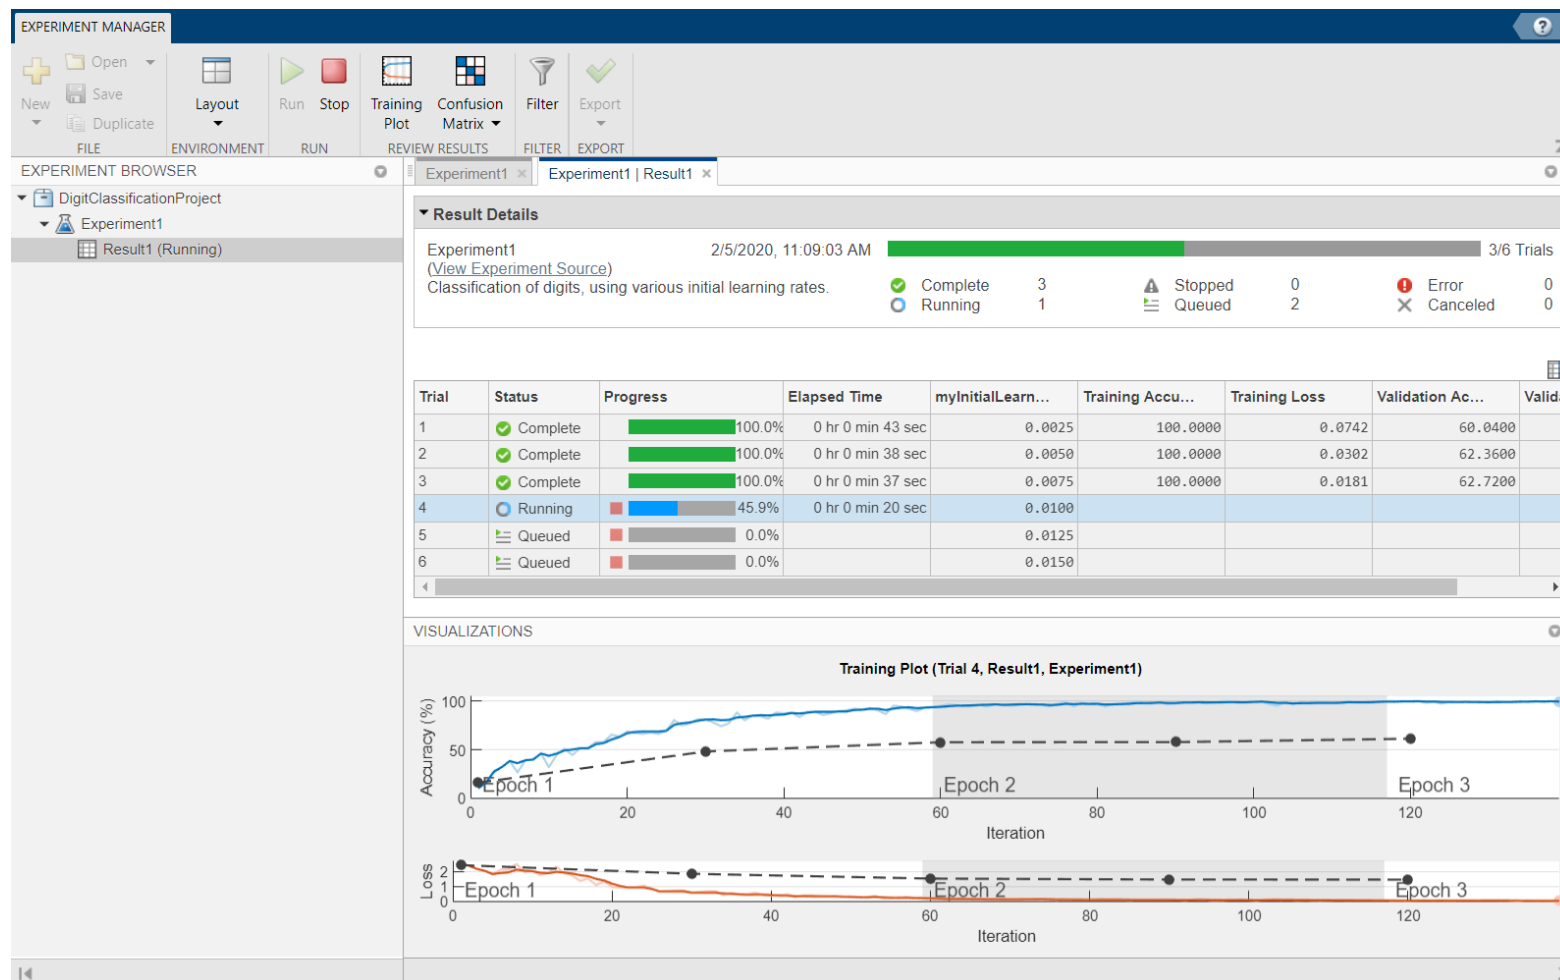 EXPERIMENT MANAGER
?
New
Open
Save
Duplicate
FILE
Layout
ENVIRONMENT
Run Stop
RUN
Training Plot
Confusion Matrix
REVIEW RESULTS
Filter
FILTER
Export
EXPORT
EXPERIMENT BROWSER
DigitClassificationProject
Experiment1
Result1 (Running)
Experiment1 × Experiment1 | Result1 ×
Result Details
Experiment1 2/5/2020, 11:09:03 AM 3/6 Trials
(View Experiment Source)
Classification of digits, using various initial learning rates.
Complete 3 Stopped 0 Error 0
Running 1 Queued 2 Canceled 0
Trial Status Progress Elapsed Time myInitialLearn... Training Accu... Training Loss Validation Ac... Valid
1 Complete 100.0% 0 hr 0 min 43 sec 0.0025 100.0000 0.0742 60.0400
2 Complete 100.0% 0 hr 0 min 38 sec 0.0050 100.0000 0.0302 62.3600
3 Complete 100.0% 0 hr 0 min 37 sec 0.0075 100.0000 0.0181 62.7200
4 Running 45.9% 0 hr 0 min 20 sec 0.0100
5 Queued 0.0% 0.0125
6 Queued 0.0% 0.0150
VISUALIZATIONS
Training Plot (Trial 4, Result1, Experiment1)
Accuracy (%)
100
50
0
Epoch 1 Epoch 2 Epoch 3
0 20 40 60 80 100 120
Iteration
Loss
2
1
0
Epoch 1 Epoch 2 Epoch 3
0 20 40 60 80 100 120
Iteration